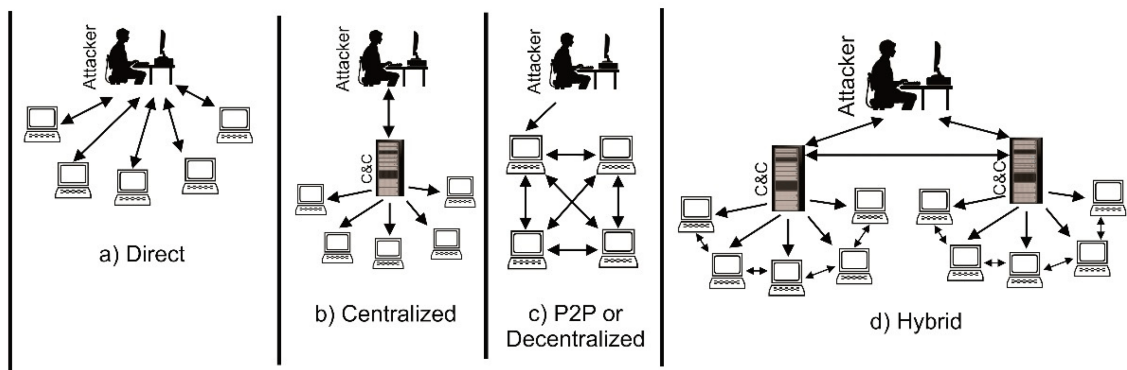 Attacker
a) Direct
Attacker
C&C
b) Centralized
Attacker
c) P2P or
Decentralized
Attacker
C&C
C&C
d) Hybrid